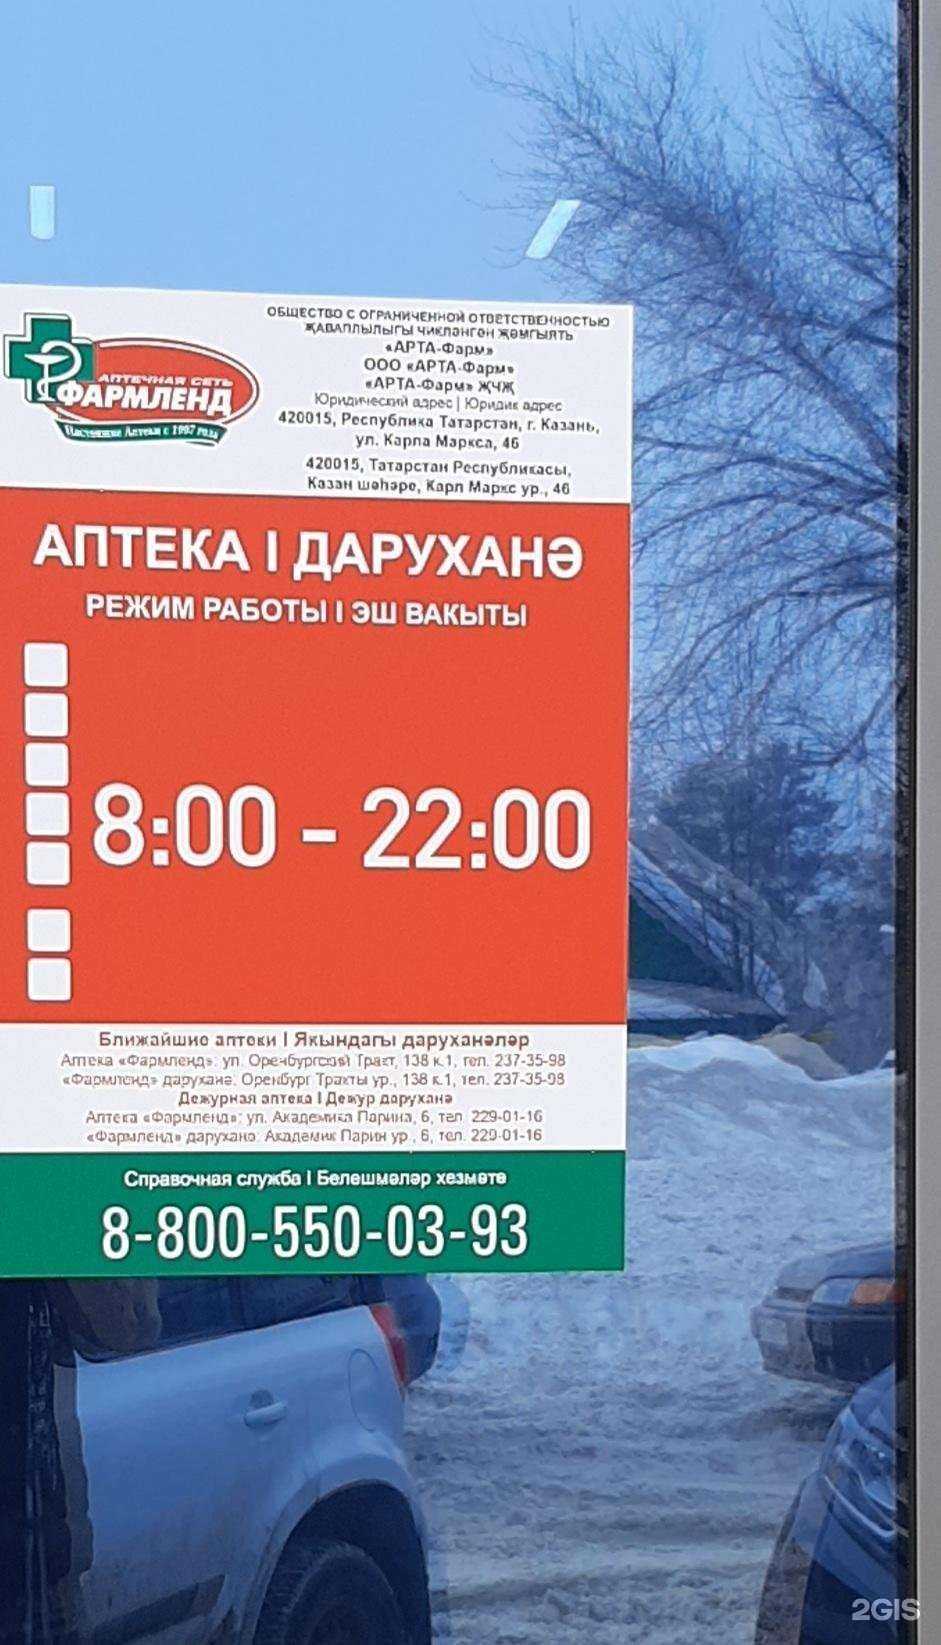 АПТЕЧНАЯ СЕТЬ
ФАРМЛЕНД
Настоящие Аптеки с 1997 года
ОБЩЕСТВО С ОГРАНИЧЕННОЙ ОТВЕТСТВЕННОСТЬЮ
ҖАВАПЛЫЛЫГЫ ЧИКЛӘНГӘН ҖӘМГЫЯТЬ
«АРТА-Фарм»
ООО «АРТА-Фарм»
«АРТА-Фарм» ҖЧҖ
Юридический адрес | Юридик адрес
420015, Республика Татарстан, г. Казань,
ул. Карла Маркса, 46
420015, Татарстан Республикасы,
Казан шәһәре, Карл Маркс ур., 46
АПТЕКА | ДАРУХАНӘ
РЕЖИМ РАБОТЫ | ЭШ ВАКЫТЫ
8:00 - 22:00
Ближайшие аптеки | Якындагы даруханәләр
Аптека «Фармленд»: ул. Оренбургский Тракт, 138 к.1, тел. 237-35-98
«Фармленд» даруханә: Оренбург Тракты ур., 138 к.1, тел. 237-35-98
Дежурная аптека | Дежур даруханә
Аптека «Фармленд»: ул. Академика Парина, 6, тел. 229-01-16
«Фармленд» даруханә: Академик Парин ур., 6, тел. 229-01-16
Справочная служба | Белешмәләр хезмәте
8-800-550-03-93
2GIS